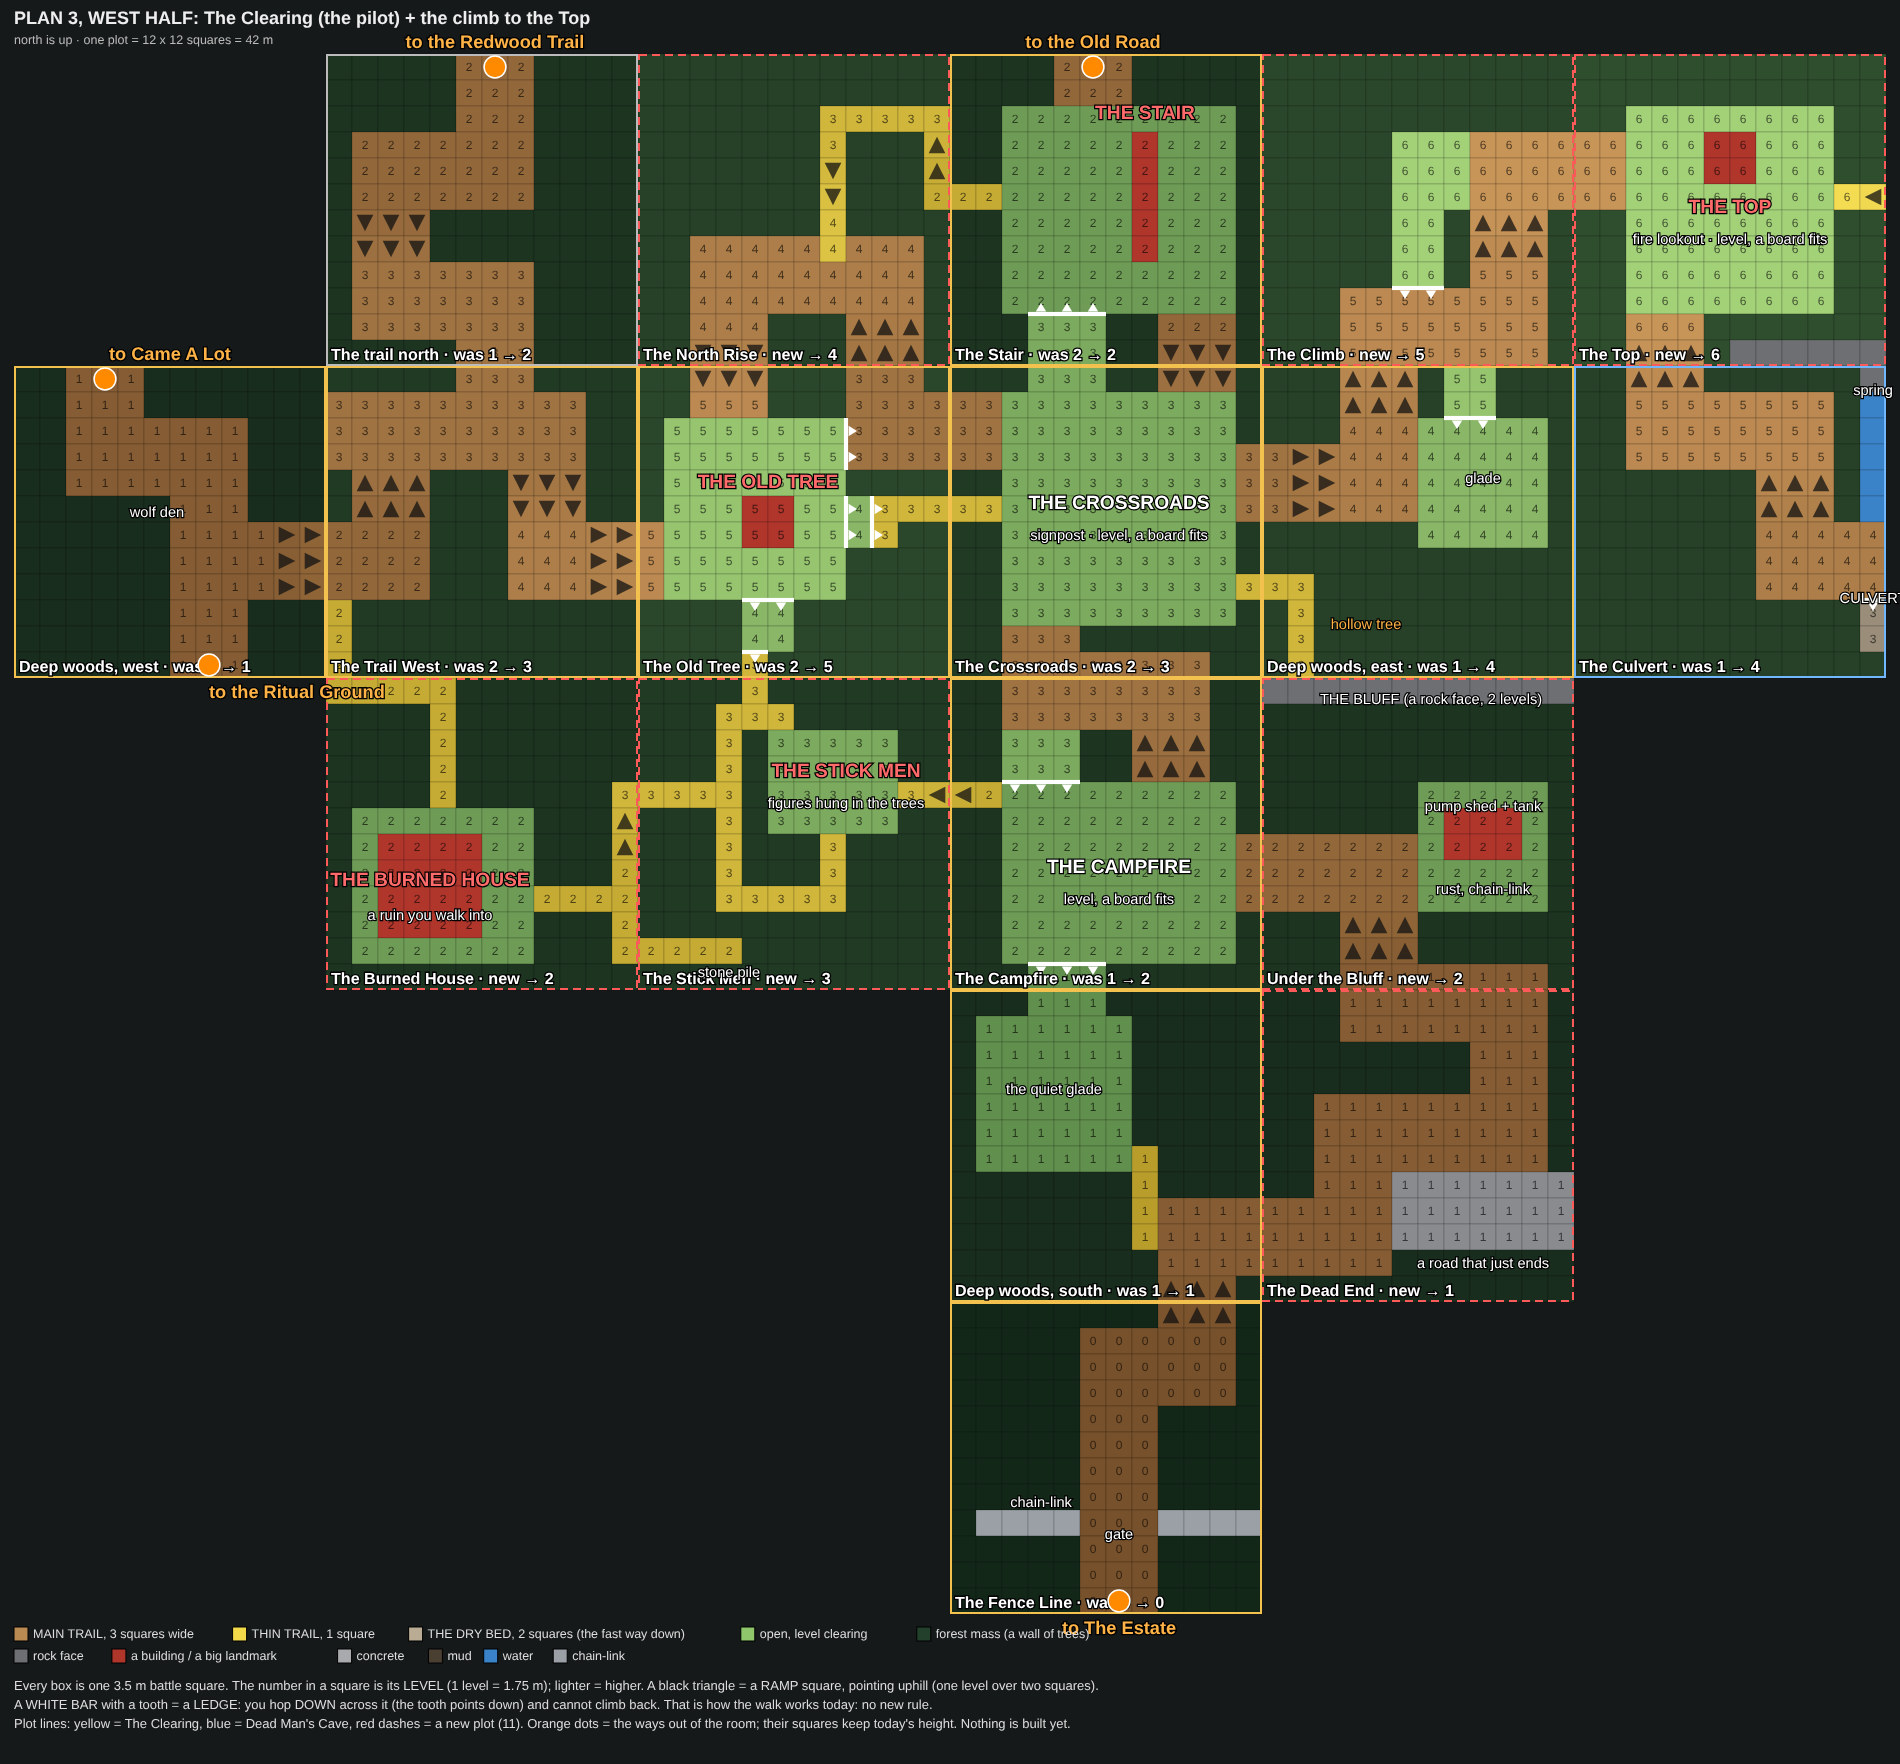 PLAN 3, WEST HALF: The Clearing (the pilot) + the climb to the Top
north is up · one plot = 12 x 12 squares = 42 m
to the Redwood Trail
to the Old Road
THE STAIR
THE TOP
fire lookout · level, a board fits
to Came A Lot
The trail north · was 1 → 2
The North Rise · new → 4
The Stair · was 2 → 2
The Climb · new → 5
The Top · new → 6
spring
THE OLD TREE
glade
wolf den
THE CROSSROADS
signpost · level, a board fits
CULVERT
hollow tree
Deep woods, west · was → 1
The Trail West · was 2 → 3
The Old Tree · was 2 → 5
The Crossroads · was 2 → 3
Deep woods, east · was 1 → 4
The Culvert · was 1 → 4
to the Ritual Ground
THE BLUFF (a rock face, 2 levels)
THE STICK MEN
figures hung in the trees
pump shed + tank
THE CAMPFIRE
level, a board fits
THE BURNED HOUSE
a ruin you walk into
rust, chain-link
stone pile
The Burned House · new → 2
The Stick Men · new → 3
The Campfire · was 1 → 2
Under the Bluff · new → 2
the quiet glade
a road that just ends
Deep woods, south · was 1 → 1
The Dead End · new → 1
chain-link
gate
The Fence Line · → 0
to The Estate
MAIN TRAIL, 3 squares wide
THIN TRAIL, 1 square
THE DRY BED, 2 squares (the fast way down)
open, level clearing
forest mass (a wall of trees)
rock face
a building / a big landmark
concrete
mud
water
chain-link
Every box is one 3.5 m battle square. The number in a square is its LEVEL (1 level = 1.75 m); lighter = higher. A black triangle = a RAMP square, pointing uphill (one level over two squares).
A WHITE BAR with a tooth = a LEDGE: you hop DOWN across it (the tooth points down) and cannot climb back. That is how the walk works today: no new rule.
Plot lines: yellow = The Clearing, blue = Dead Man's Cave, red dashes = a new plot (11). Orange dots = the ways out of the room; their squares keep today's height. Nothing is built yet.